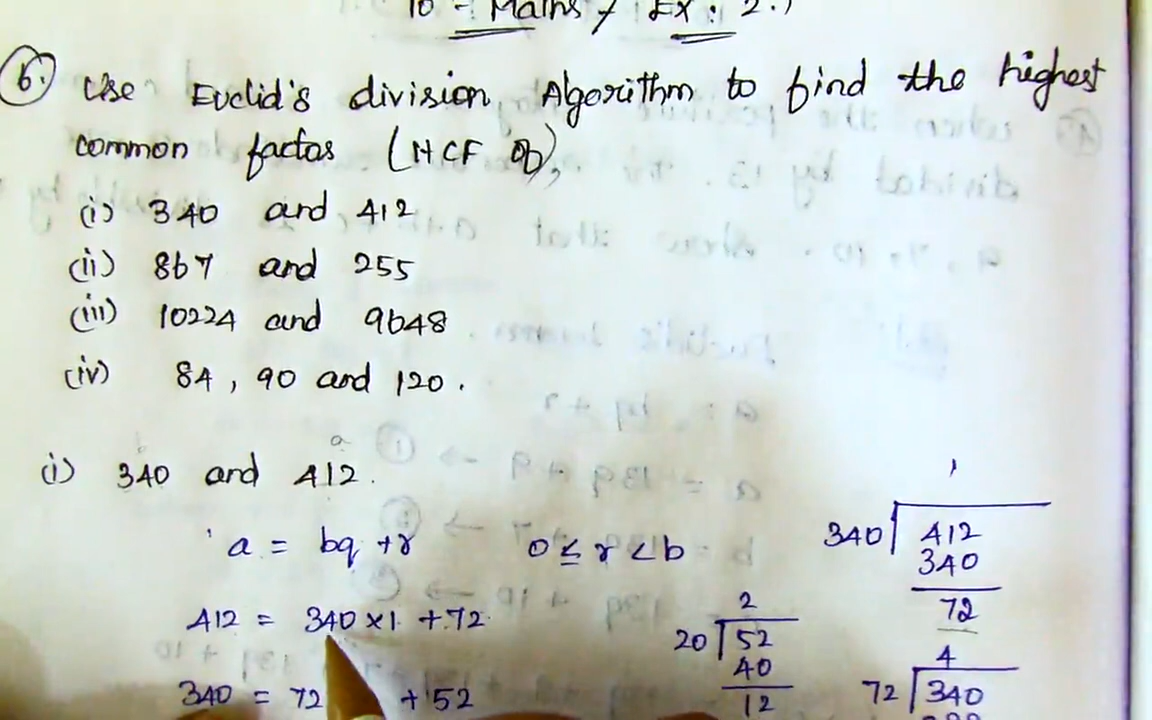 10 - Maths / Ex: 2.1
6. Use Euclid's division Algorithm to find the highest
common factos (HCF of),
(i) 340 and 412
(ii) 867 and 255
(iii) 10224 and 9648
(iv) 84, 90 and 120.
b a
(i) 340 and 412.
a = bq + r 0 ≤ r < b
412 = 340 × 1 + 72
340 = 72 + 52
1
340 412
340
72
4
72 340
2
20 52
40
12